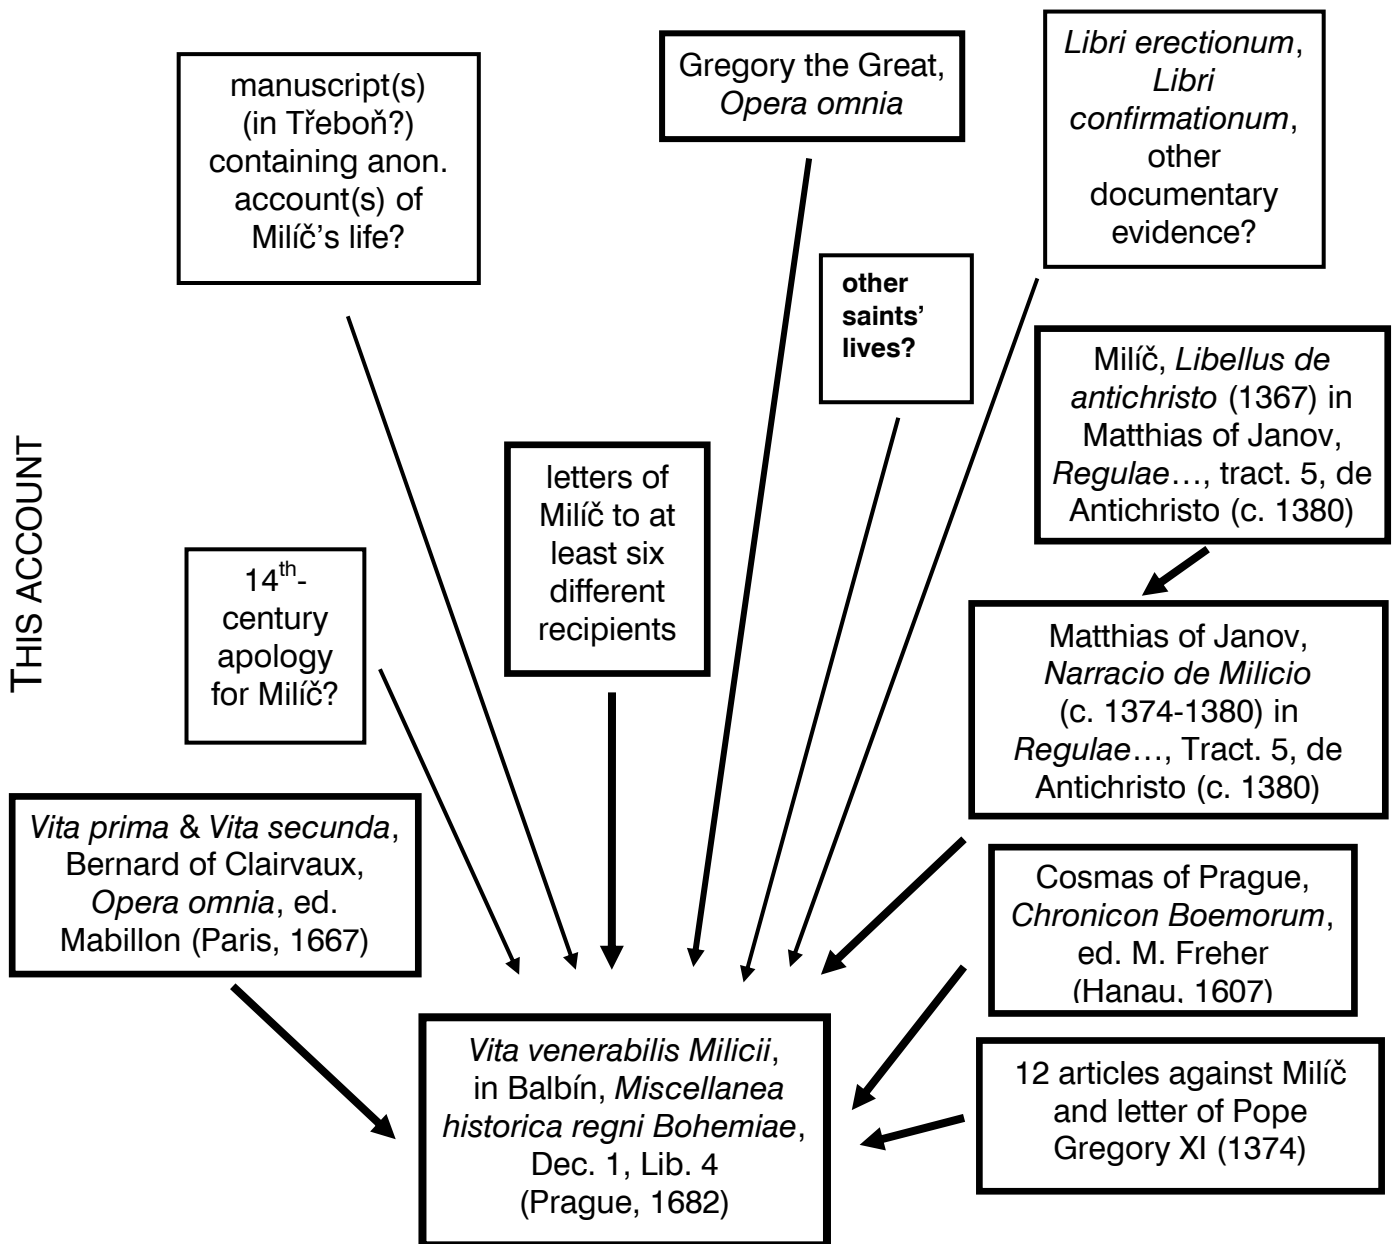 THIS ACCOUNT
manuscript(s)
(in Třeboň?)
containing anon.
account(s) of
Milíč’s life?
Gregory the Great,
Opera omnia
Libri erectionum,
Libri
confirmationum,
other
documentary
evidence?
other
saints’
lives?
Milíč, Libellus de
antichristo (1367) in
Matthias of Janov,
Regulae…, tract. 5, de
Antichristo (c. 1380)
letters of
Milíč to at
least six
different
recipients
14th-
century
apology
for Milíč?
Matthias of Janov,
Narracio de Milicio
(c. 1374-1380) in
Regulae…, Tract. 5, de
Antichristo (c. 1380)
Vita prima & Vita secunda,
Bernard of Clairvaux,
Opera omnia, ed.
Mabillon (Paris, 1667)
Cosmas of Prague,
Chronicon Boemorum,
ed. M. Freher
(Hanau, 1607)
Vita venerabilis Milicii,
in Balbín, Miscellanea
historica regni Bohemiae,
Dec. 1, Lib. 4
(Prague, 1682)
12 articles against Milíč
and letter of Pope
Gregory XI (1374)